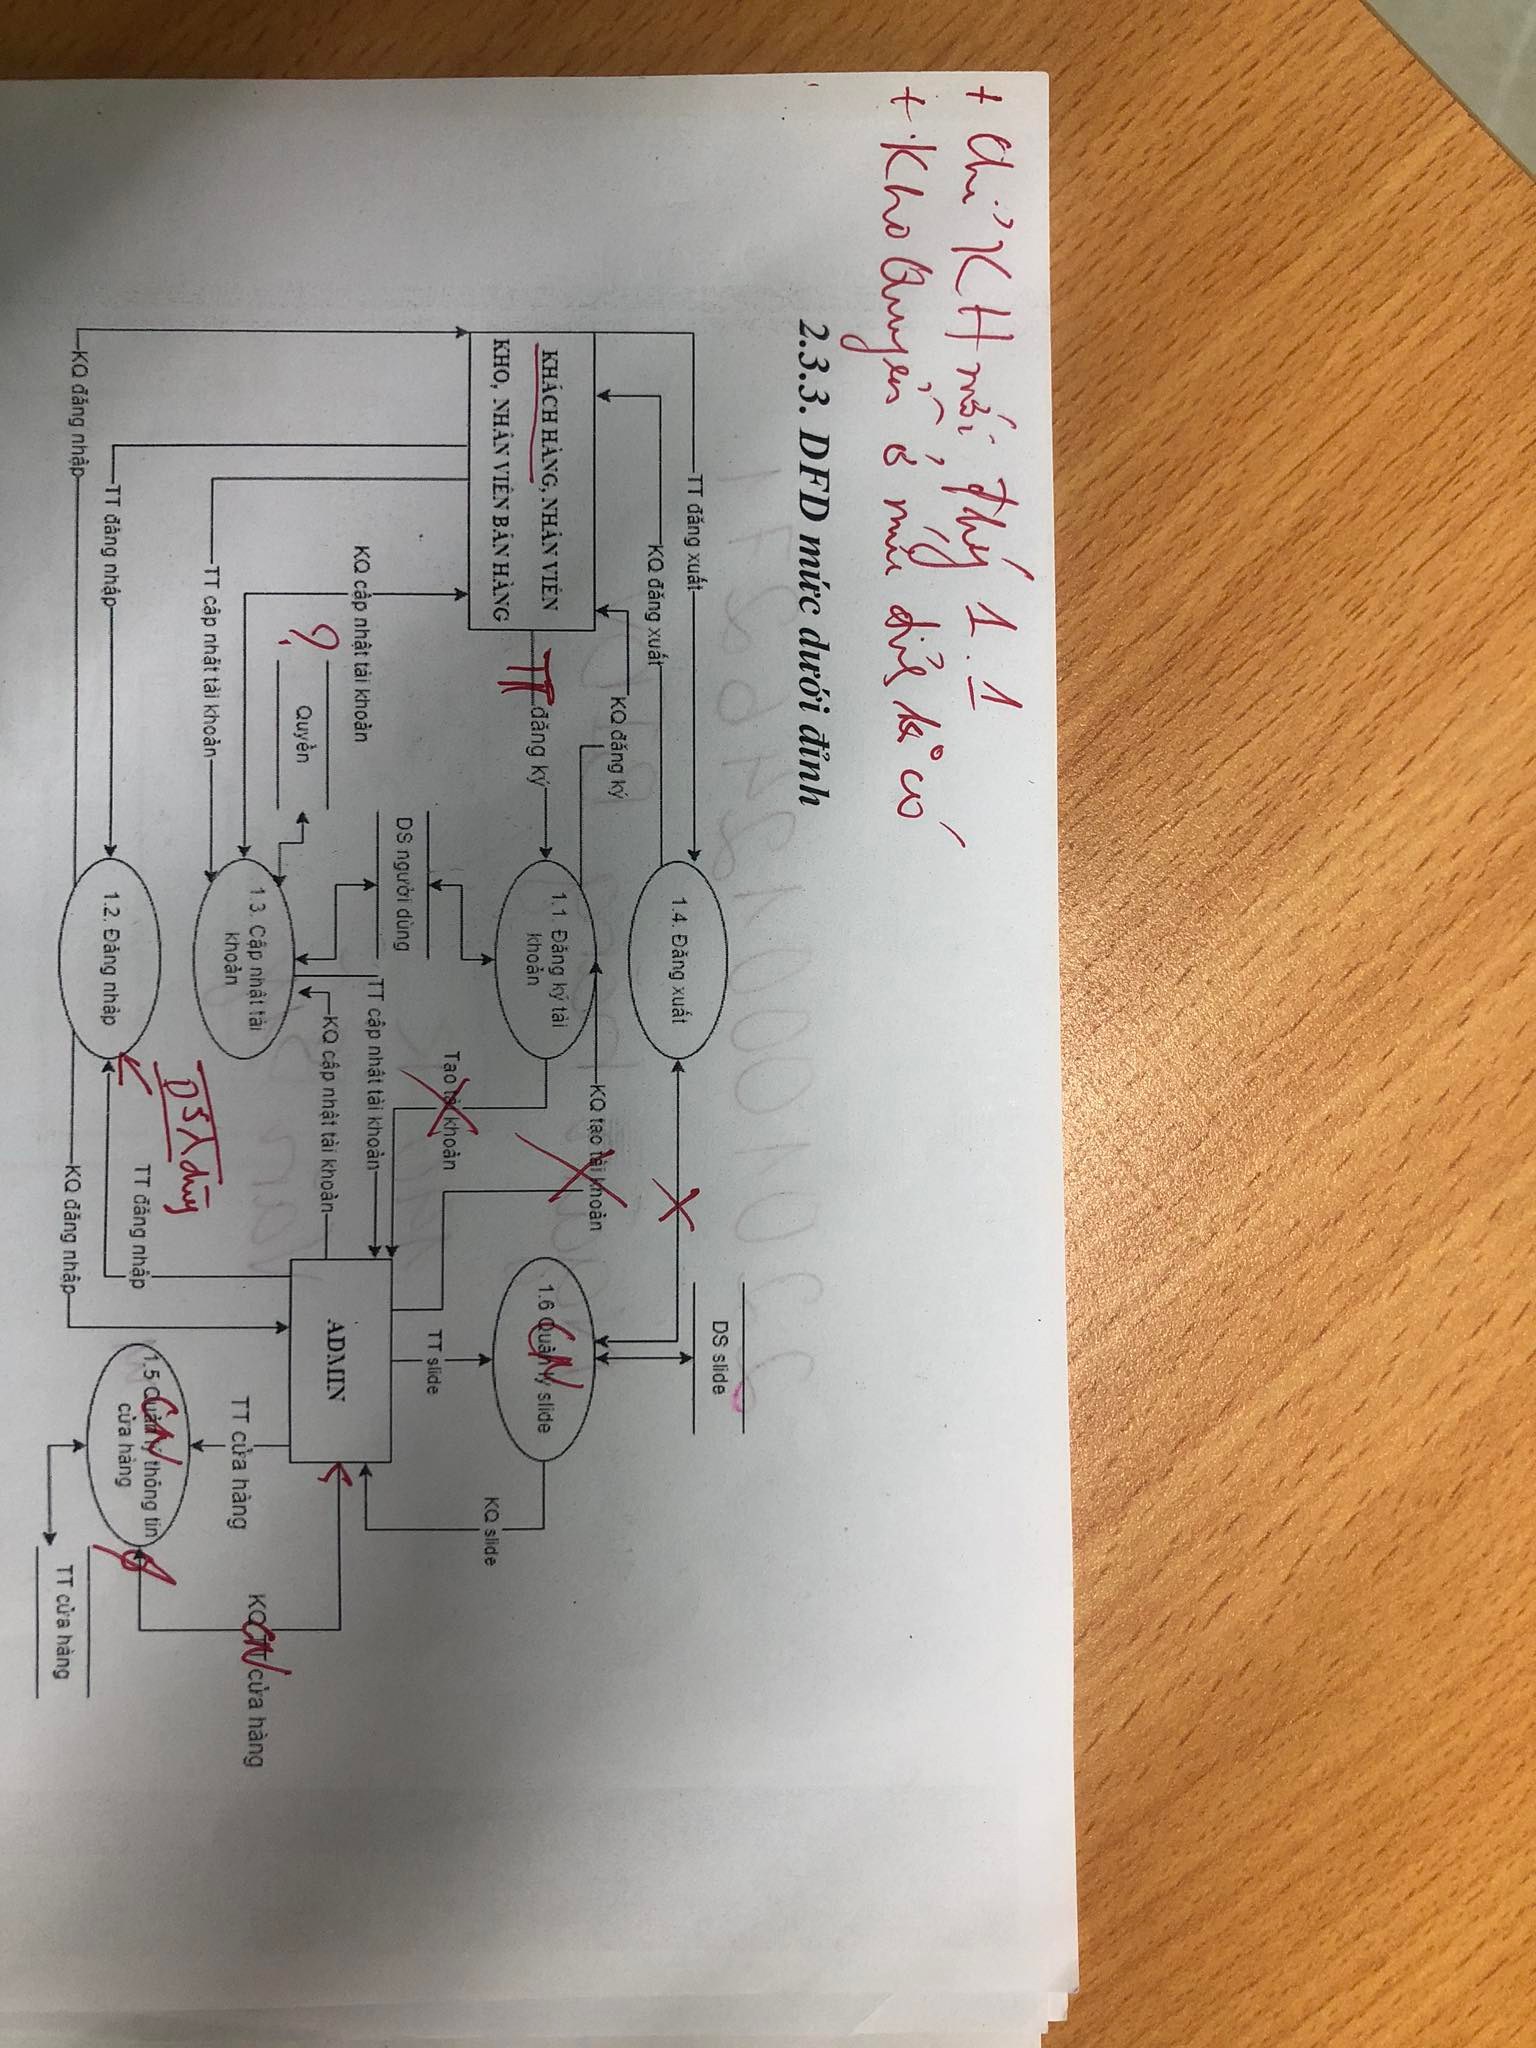 + Chỉ KH mới đký 1.1
+ Kho Quyền ở mức đỉnh ko có
2.3.3. DFD mức dưới đỉnh
DS slide
TT đăng xuất
1.4. Đăng xuất
KQ đăng xuất
KQ đăng ký
KQ tạo tài khoản
KHÁCH HÀNG, NHÂN VIÊN
KHO, NHÂN VIÊN BÁN HÀNG
TT đăng ký
1.1. Đăng ký tài
khoản
CN
1.6 Quản lý slide
KQ slide
Tạo tài khoản
TT slide
DS người dùng
TT cập nhật tài khoản
KQ cập nhật tài khoản
KQ cập nhật tài khoản
ADMIN
?
Quyền
1.3. Cập nhật tài
khoản
TT cửa hàng
KQ TT cửa hàng
CN
TT cập nhật tài khoản
DS dùng
CN
1.5 Quản lý thông tin
cửa hàng
TT đăng nhập
1.2. Đăng nhập
TT đăng nhập
KQ đăng nhập
KQ đăng nhập
TT cửa hàng